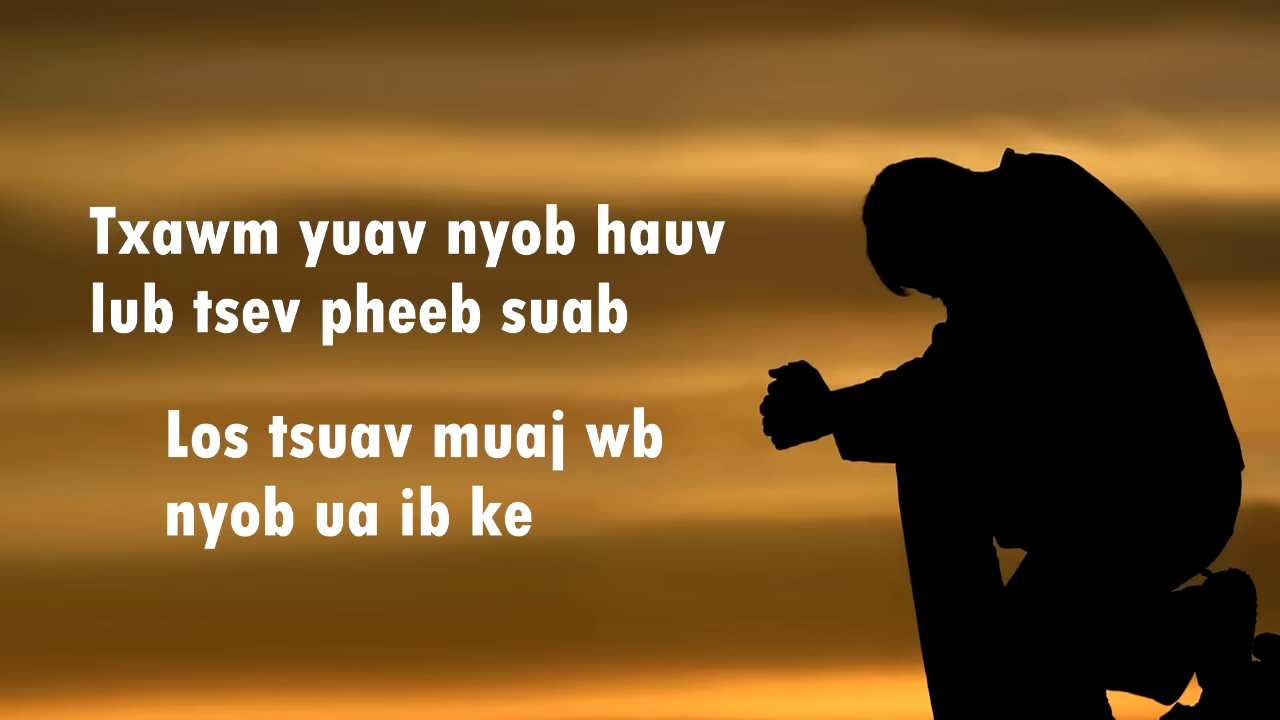 Txawm yuav nyob hauv
lub tsev pheeb suab
Los tsuav muaj wb
nyob ua ib ke